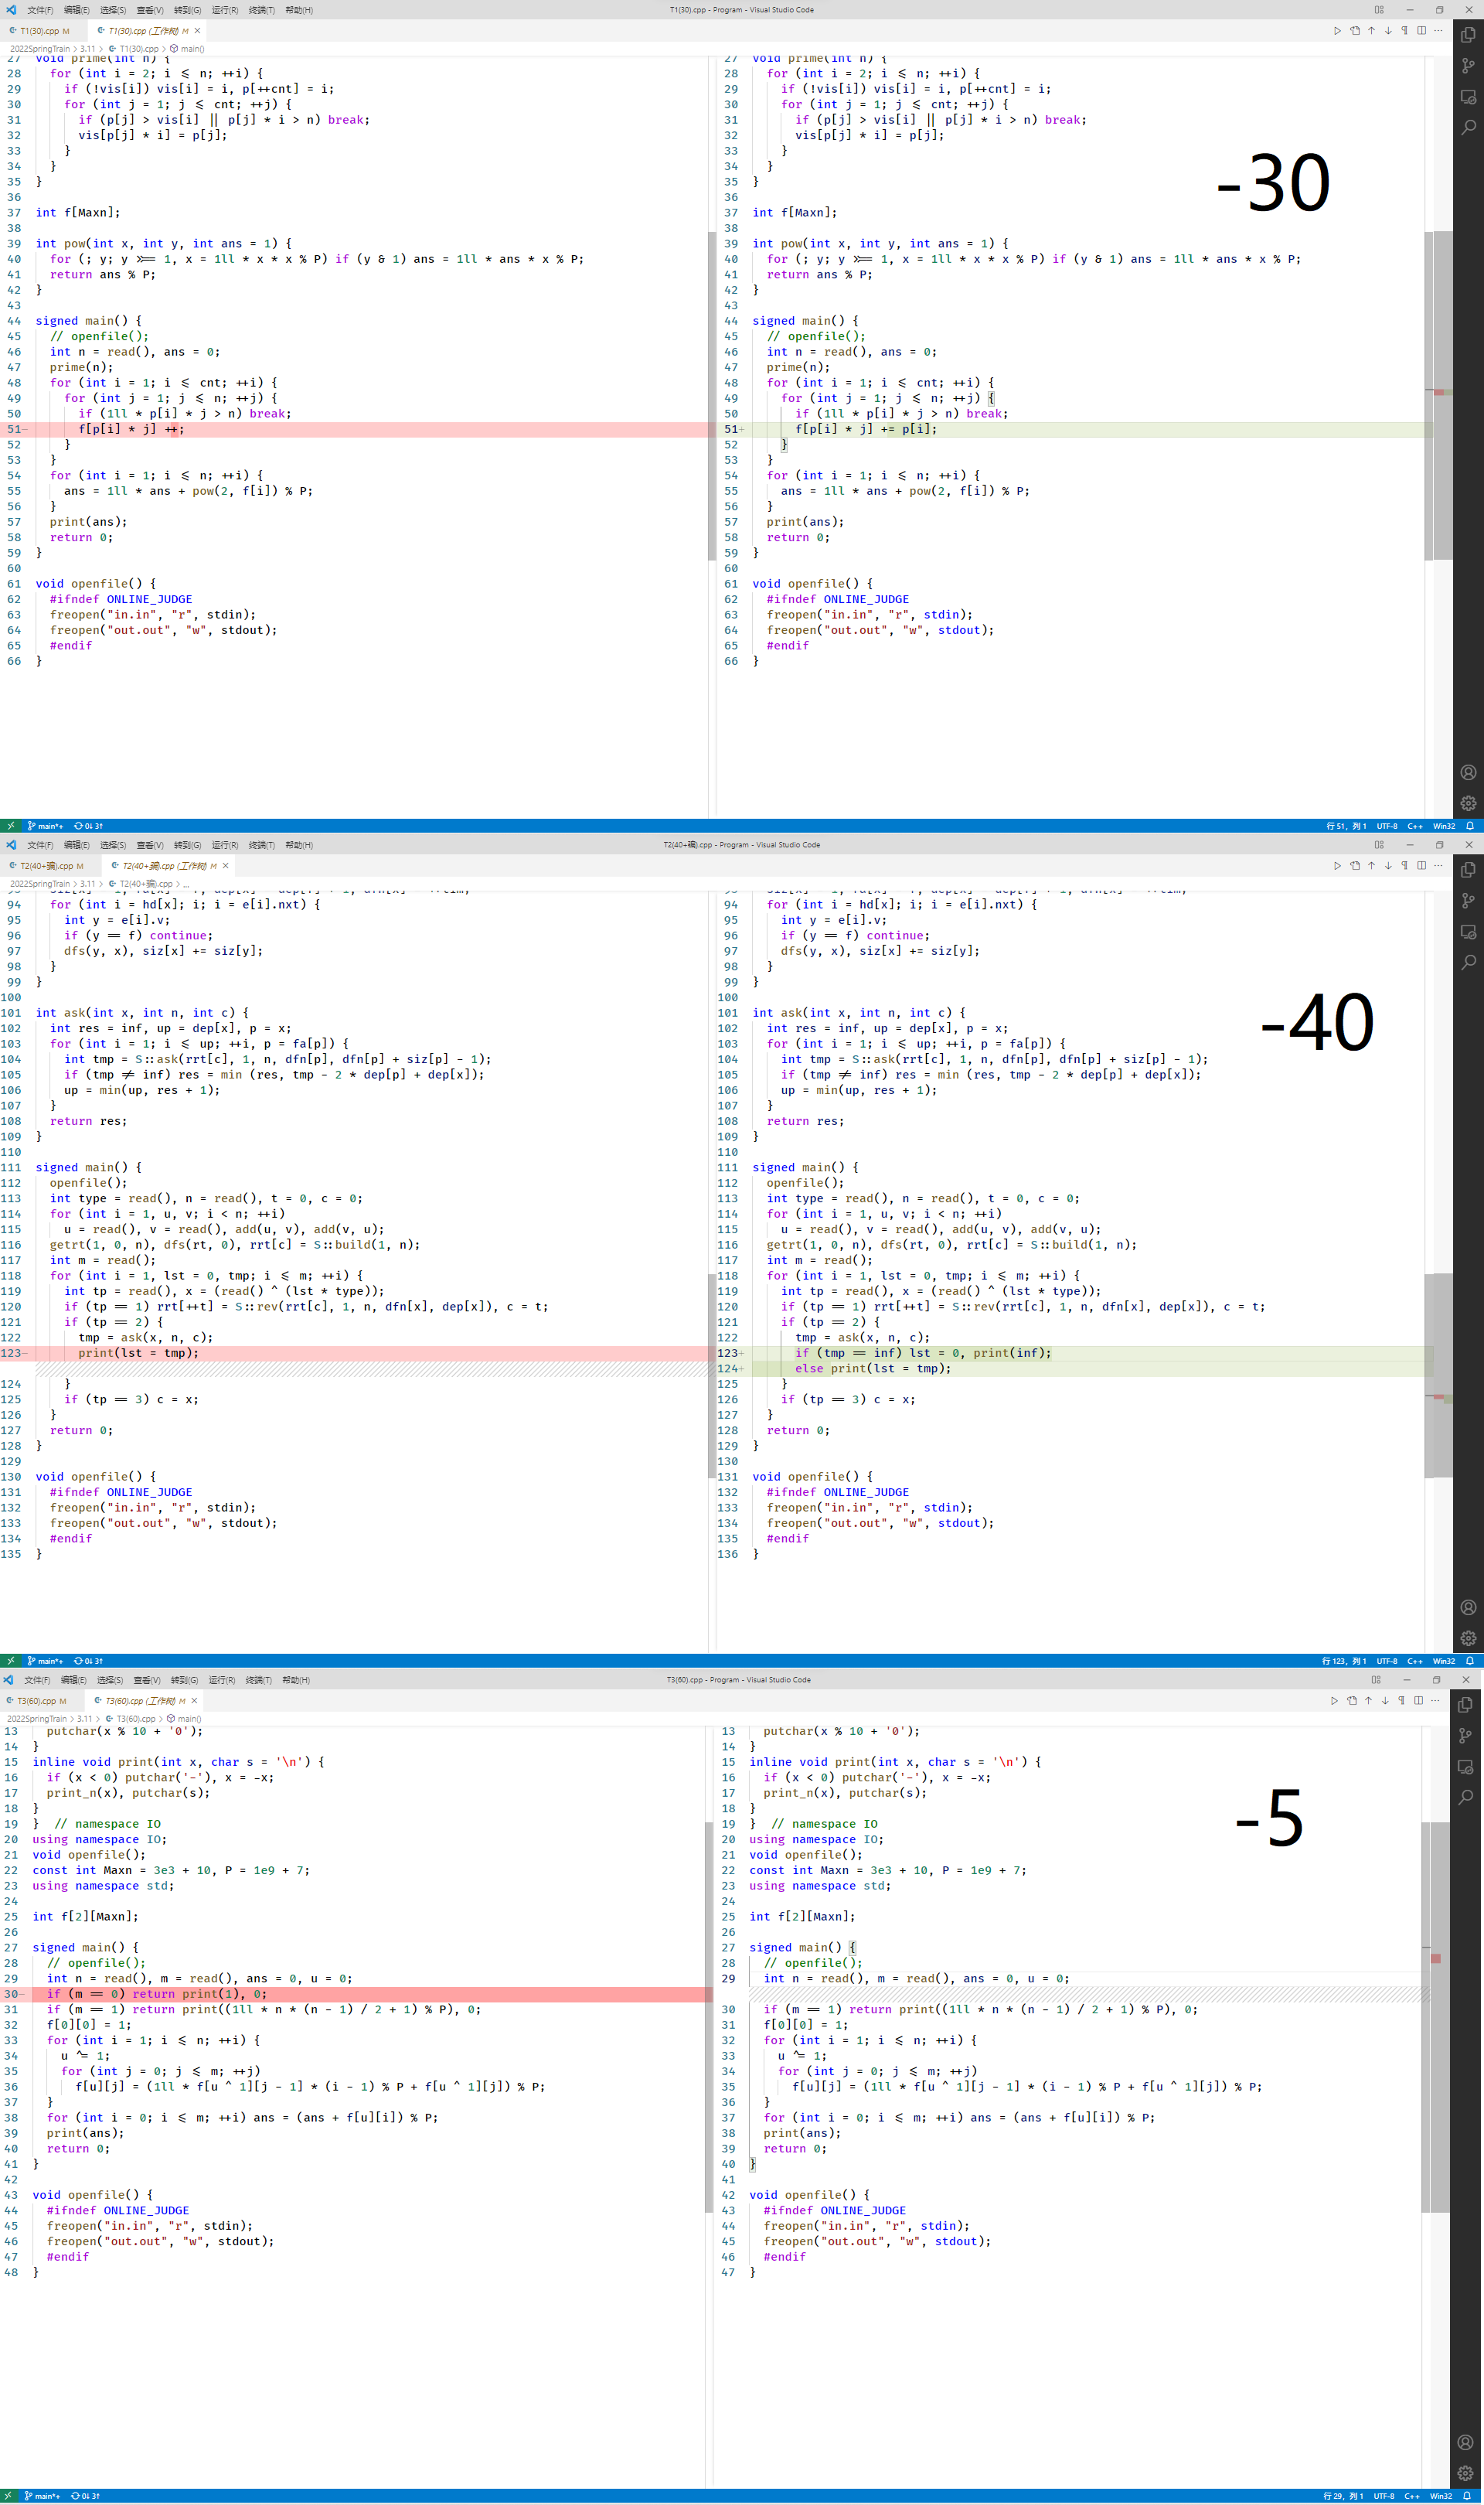 文件(F) 编辑(E) 选择(S) 查看(V) 转到(G) 运行(R) 终端(T) 帮助(H) T1(30).cpp - Program - Visual Studio Code
T1(30).cpp M T1(30).cpp (工作树) M
2022SpringTrain > 3.11 > T1(30).cpp > main()
27 void prime(int n) {
28 for (int i = 2; i <= n; ++i) {
29 if (!vis[i]) vis[i] = i, p[++cnt] = i;
30 for (int j = 1; j <= cnt; ++j) {
31 if (p[j] > vis[i] || p[j] * i > n) break;
32 vis[p[j] * i] = p[j];
33 }
34 }
35 }
36
37 int f[Maxn];
38
39 int pow(int x, int y, int ans = 1) {
40 for (; y; y >>= 1, x = 1ll * x * x % P) if (y & 1) ans = 1ll * ans * x % P;
41 return ans % P;
42 }
43
44 signed main() {
45 // openfile();
46 int n = read(), ans = 0;
47 prime(n);
48 for (int i = 1; i <= cnt; ++i) {
49 for (int j = 1; j <= n; ++j) {
50 if (1ll * p[i] * j > n) break;
51- f[p[i] * j] ++;
52 }
53 }
54 for (int i = 1; i <= n; ++i) {
55 ans = 1ll * ans + pow(2, f[i]) % P;
56 }
57 print(ans);
58 return 0;
59 }
60
61 void openfile() {
62 #ifndef ONLINE_JUDGE
63 freopen("in.in", "r", stdin);
64 freopen("out.out", "w", stdout);
65 #endif
66 }
27 void prime(int n) {
28 for (int i = 2; i <= n; ++i) {
29 if (!vis[i]) vis[i] = i, p[++cnt] = i;
30 for (int j = 1; j <= cnt; ++j) {
31 if (p[j] > vis[i] || p[j] * i > n) break;
32 vis[p[j] * i] = p[j];
33 }
34 }
35 }
36
37 int f[Maxn];
38
39 int pow(int x, int y, int ans = 1) {
40 for (; y; y >>= 1, x = 1ll * x * x % P) if (y & 1) ans = 1ll * ans * x % P;
41 return ans % P;
42 }
43
44 signed main() {
45 // openfile();
46 int n = read(), ans = 0;
47 prime(n);
48 for (int i = 1; i <= cnt; ++i) {
49 for (int j = 1; j <= n; ++j) {
50 if (1ll * p[i] * j > n) break;
51+ f[p[i] * j] += p[i];
52 }
53 }
54 for (int i = 1; i <= n; ++i) {
55 ans = 1ll * ans + pow(2, f[i]) % P;
56 }
57 print(ans);
58 return 0;
59 }
60
61 void openfile() {
62 #ifndef ONLINE_JUDGE
63 freopen("in.in", "r", stdin);
64 freopen("out.out", "w", stdout);
65 #endif
66 }
-30
main*+ 0↓ 3↑ 行 51, 列 1 UTF-8 C++ Win32
文件(F) 编辑(E) 选择(S) 查看(V) 转到(G) 运行(R) 终端(T) 帮助(H) T2(40+骗).cpp - Program - Visual Studio Code
T2(40+骗).cpp M T2(40+骗).cpp (工作树) M
2022SpringTrain > 3.11 > T2(40+骗).cpp > ...
94 for (int i = hd[x]; i; i = e[i].nxt) {
95 int y = e[i].v;
96 if (y == f) continue;
97 dfs(y, x), siz[x] += siz[y];
98 }
99 }
100
101 int ask(int x, int n, int c) {
102 int res = inf, up = dep[x], p = x;
103 for (int i = 1; i <= up; ++i, p = fa[p]) {
104 int tmp = S::ask(rrt[c], 1, n, dfn[p], dfn[p] + siz[p] - 1);
105 if (tmp != inf) res = min (res, tmp - 2 * dep[p] + dep[x]);
106 up = min(up, res + 1);
107 }
108 return res;
109 }
110
111 signed main() {
112 openfile();
113 int type = read(), n = read(), t = 0, c = 0;
114 for (int i = 1, u, v; i < n; ++i)
115 u = read(), v = read(), add(u, v), add(v, u);
116 getrt(1, 0, n), dfs(rt, 0), rrt[c] = S::build(1, n);
117 int m = read();
118 for (int i = 1, lst = 0, tmp; i <= m; ++i) {
119 int tp = read(), x = (read() ^ (lst * type));
120 if (tp == 1) rrt[++t] = S::rev(rrt[c], 1, n, dfn[x], dep[x]), c = t;
121 if (tp == 2) {
122 tmp = ask(x, n, c);
123- print(lst = tmp);
124 }
125 if (tp == 3) c = x;
126 }
127 return 0;
128 }
129
130 void openfile() {
131 #ifndef ONLINE_JUDGE
132 freopen("in.in", "r", stdin);
133 freopen("out.out", "w", stdout);
134 #endif
135 }
94 for (int i = hd[x]; i; i = e[i].nxt) {
95 int y = e[i].v;
96 if (y == f) continue;
97 dfs(y, x), siz[x] += siz[y];
98 }
99 }
100
101 int ask(int x, int n, int c) {
102 int res = inf, up = dep[x], p = x;
103 for (int i = 1; i <= up; ++i, p = fa[p]) {
104 int tmp = S::ask(rrt[c], 1, n, dfn[p], dfn[p] + siz[p] - 1);
105 if (tmp != inf) res = min (res, tmp - 2 * dep[p] + dep[x]);
106 up = min(up, res + 1);
107 }
108 return res;
109 }
110
111 signed main() {
112 openfile();
113 int type = read(), n = read(), t = 0, c = 0;
114 for (int i = 1, u, v; i < n; ++i)
115 u = read(), v = read(), add(u, v), add(v, u);
116 getrt(1, 0, n), dfs(rt, 0), rrt[c] = S::build(1, n);
117 int m = read();
118 for (int i = 1, lst = 0, tmp; i <= m; ++i) {
119 int tp = read(), x = (read() ^ (lst * type));
120 if (tp == 1) rrt[++t] = S::rev(rrt[c], 1, n, dfn[x], dep[x]), c = t;
121 if (tp == 2) {
122 tmp = ask(x, n, c);
123+ if (tmp == inf) lst = 0, print(inf);
124+ else print(lst = tmp);
125 }
126 if (tp == 3) c = x;
127 }
128 return 0;
129 }
130
131 void openfile() {
132 #ifndef ONLINE_JUDGE
133 freopen("in.in", "r", stdin);
134 freopen("out.out", "w", stdout);
135 #endif
136 }
-40
main*+ 0↓ 3↑ 行 123, 列 1 UTF-8 C++ Win32
文件(F) 编辑(E) 选择(S) 查看(V) 转到(G) 运行(R) 终端(T) 帮助(H) T3(60).cpp - Program - Visual Studio Code
T3(60).cpp M T3(60).cpp (工作树) M
2022SpringTrain > 3.11 > T3(60).cpp > main()
13 putchar(x % 10 + '0');
14 }
15 inline void print(int x, char s = '\n') {
16 if (x < 0) putchar('-'), x = -x;
17 print_n(x), putchar(s);
18 }
19 } // namespace IO
20 using namespace IO;
21 void openfile();
22 const int Maxn = 3e3 + 10, P = 1e9 + 7;
23 using namespace std;
24
25 int f[2][Maxn];
26
27 signed main() {
28 // openfile();
29 int n = read(), m = read(), ans = 0, u = 0;
30- if (m == 0) return print(1), 0;
31 if (m == 1) return print((1ll * n * (n - 1) / 2 + 1) % P), 0;
32 f[0][0] = 1;
33 for (int i = 1; i <= n; ++i) {
34 u ^= 1;
35 for (int j = 0; j <= m; ++j)
36 f[u][j] = (1ll * f[u ^ 1][j - 1] * (i - 1) % P + f[u ^ 1][j]) % P;
37 }
38 for (int i = 0; i <= m; ++i) ans = (ans + f[u][i]) % P;
39 print(ans);
40 return 0;
41 }
42
43 void openfile() {
44 #ifndef ONLINE_JUDGE
45 freopen("in.in", "r", stdin);
46 freopen("out.out", "w", stdout);
47 #endif
48 }
13 putchar(x % 10 + '0');
14 }
15 inline void print(int x, char s = '\n') {
16 if (x < 0) putchar('-'), x = -x;
17 print_n(x), putchar(s);
18 }
19 } // namespace IO
20 using namespace IO;
21 void openfile();
22 const int Maxn = 3e3 + 10, P = 1e9 + 7;
23 using namespace std;
24
25 int f[2][Maxn];
26
27 signed main() {
28 // openfile();
29 int n = read(), m = read(), ans = 0, u = 0;
30 if (m == 1) return print((1ll * n * (n - 1) / 2 + 1) % P), 0;
31 f[0][0] = 1;
32 for (int i = 1; i <= n; ++i) {
33 u ^= 1;
34 for (int j = 0; j <= m; ++j)
35 f[u][j] = (1ll * f[u ^ 1][j - 1] * (i - 1) % P + f[u ^ 1][j]) % P;
36 }
37 for (int i = 0; i <= m; ++i) ans = (ans + f[u][i]) % P;
38 print(ans);
39 return 0;
40 }
41
42 void openfile() {
43 #ifndef ONLINE_JUDGE
44 freopen("in.in", "r", stdin);
45 freopen("out.out", "w", stdout);
46 #endif
47 }
-5
main*+ 0↓ 3↑ 行 29, 列 1 UTF-8 C++ Win32